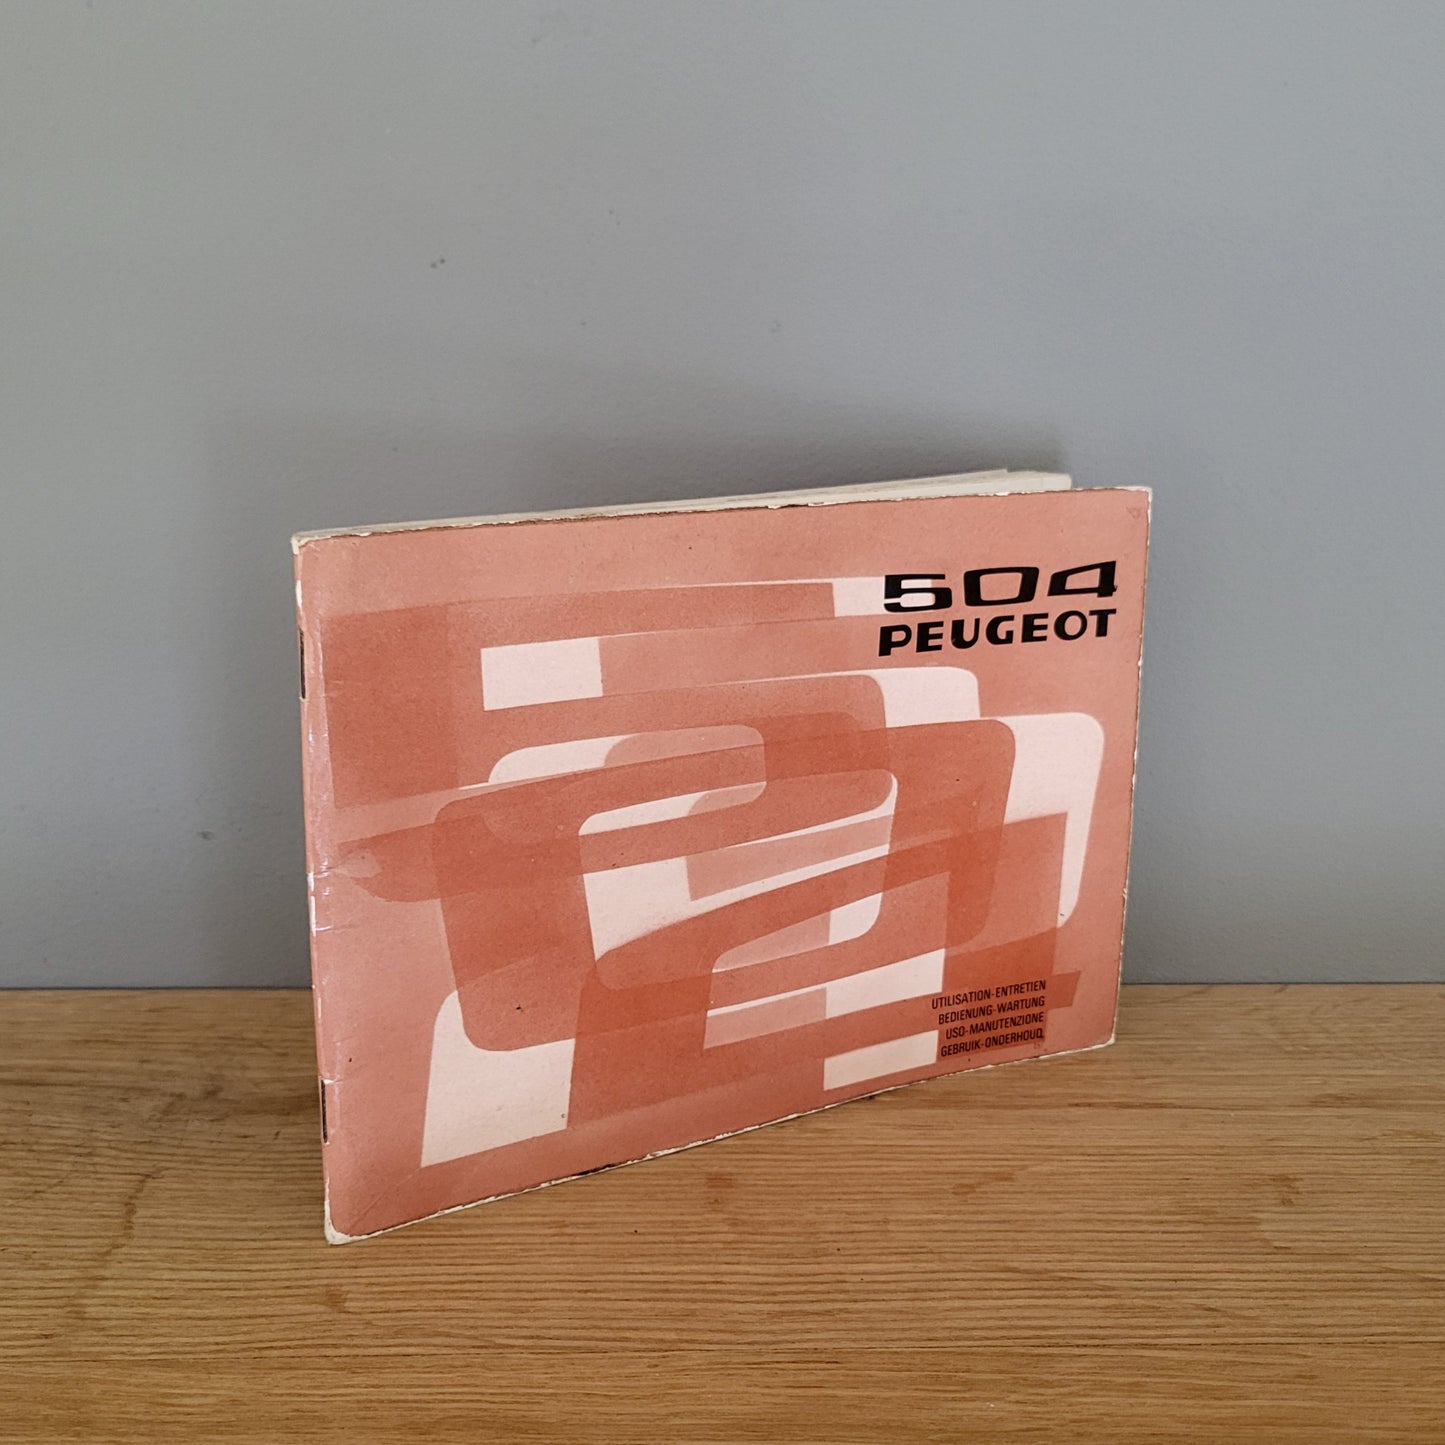 504
PEUGEOT
UTILISATION-ENTRETIEN
BEDIENUNG-WARTUNG
USO-MANUTENZIONE
GEBRUIK-ONDERHOUD